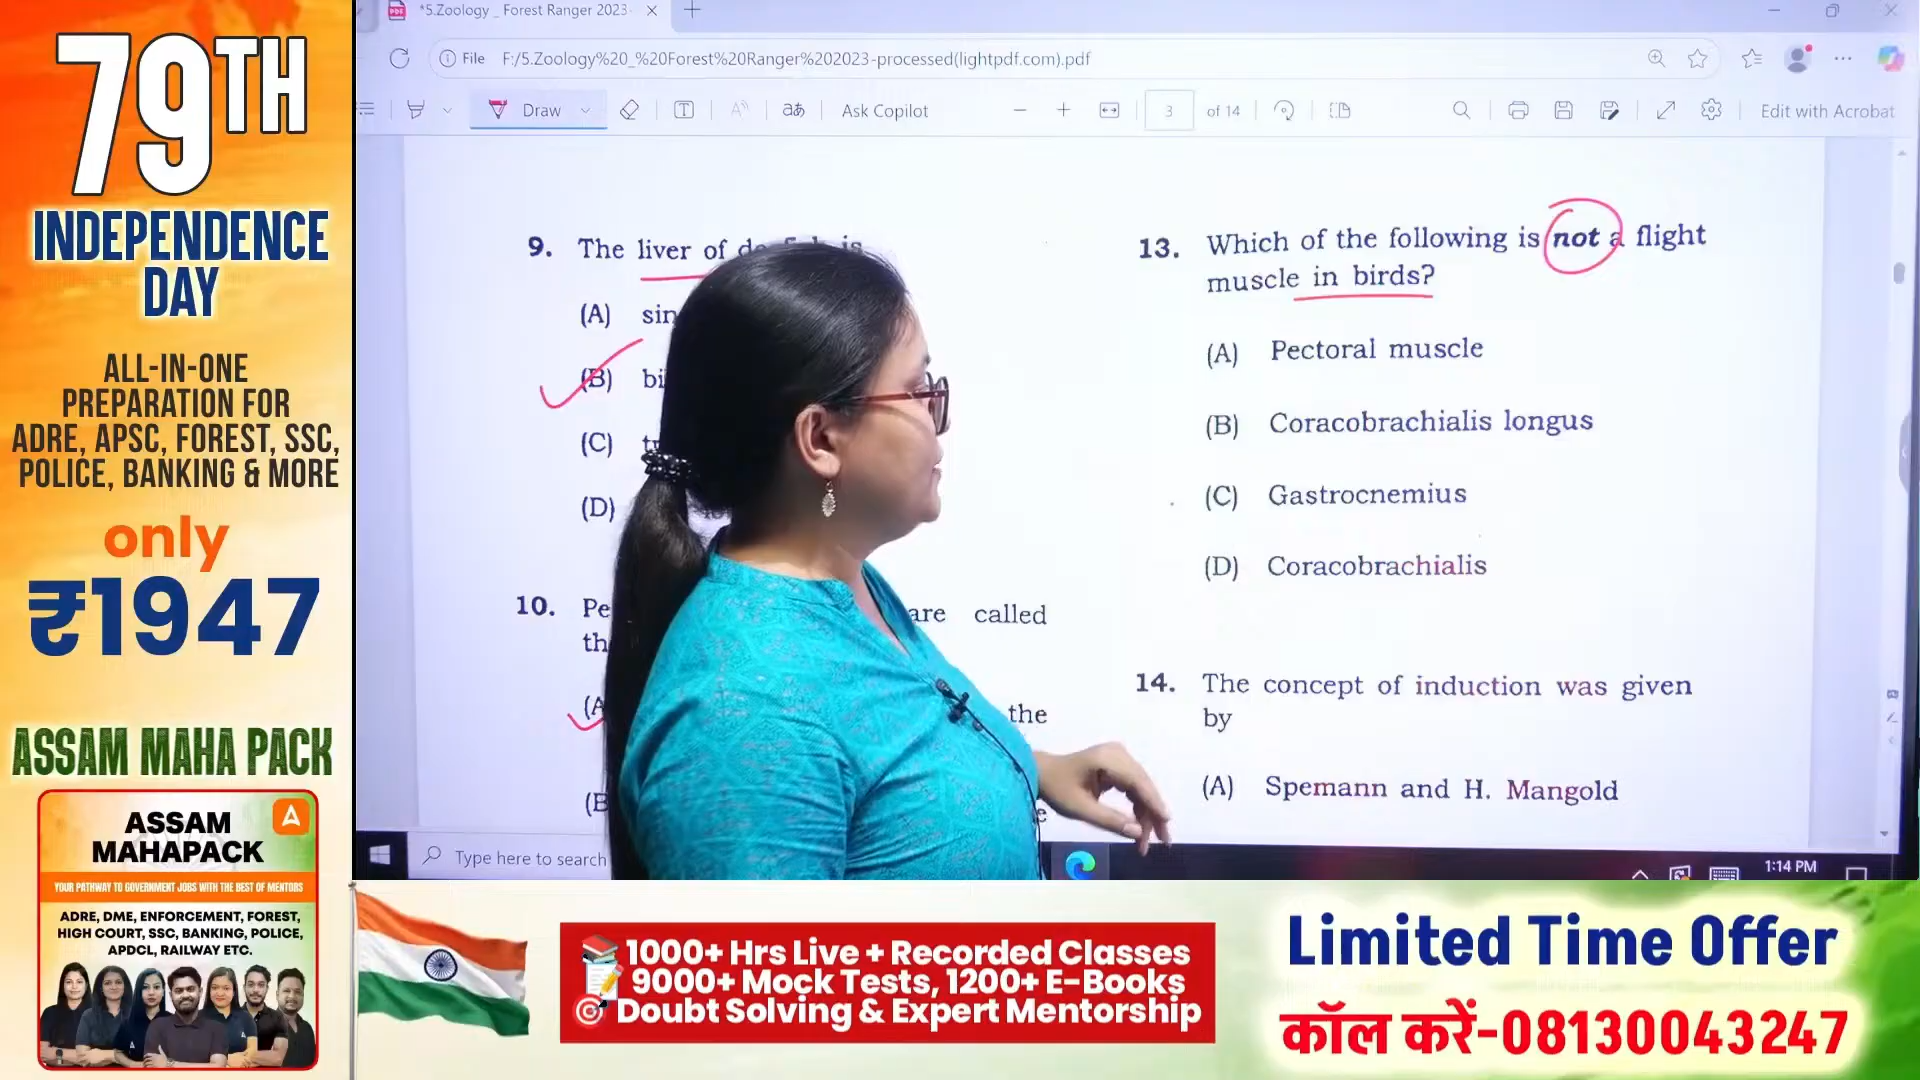 79TH
INDEPENDENCE
DAY
ALL-IN-ONE
PREPARATION FOR
ADRE, APSC, FOREST, SSC,
POLICE, BANKING & MORE
only
₹1947
ASSAM MAHA PACK
ASSAM
MAHAPACK
YOUR PATHWAY TO GOVERNMENT JOBS WITH THE BEST OF MENTORS
ADRE, DME, ENFORCEMENT, FOREST,
HIGH COURT, SSC, BANKING, POLICE,
APDCL, RAILWAY ETC.
*5.Zoology _ Forest Ranger 2023-
File F:/5.Zoology%20_%20Forest%20Ranger%202023-processed(lightpdf.com).pdf
Draw aあ Ask Copilot 3 of 14 Edit with Acrobat
9. The liver of
(A)
(B)
(C)
(D)
10.
are called
the
13. Which of the following is not a flight
muscle in birds?
(A) Pectoral muscle
(B) Coracobrachialis longus
(C) Gastrocnemius
(D) Coracobrachialis
14. The concept of induction was given
by
(A) Spemann and H. Mangold
Type here to search
1:14 PM
1000+ Hrs Live + Recorded Classes
9000+ Mock Tests, 1200+ E-Books
Doubt Solving & Expert Mentorship
Limited Time Offer
कॉल करें-08130043247